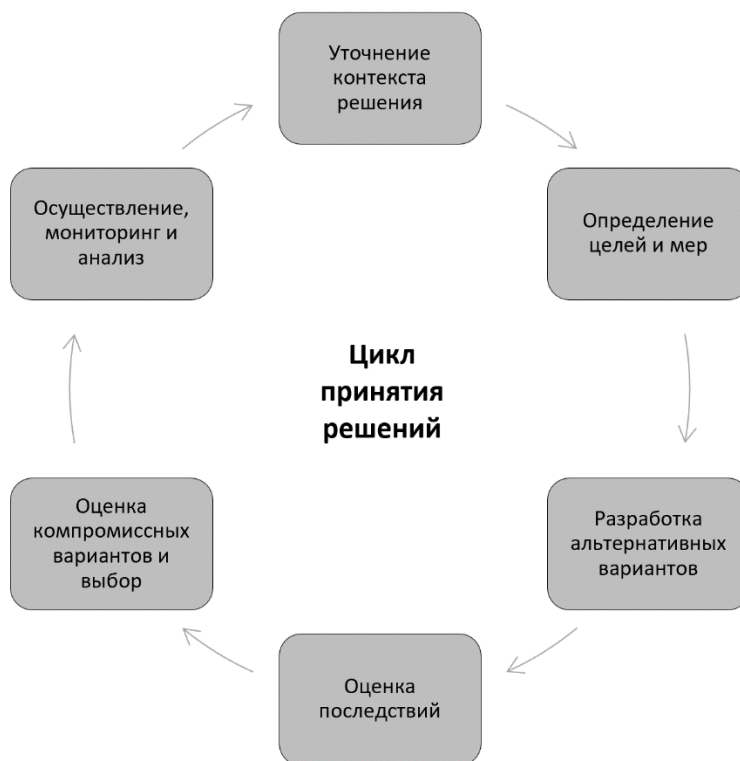 Уточнение
контекста
решения
Определение
целей и мер
Разработка
альтернативных
вариантов
Оценка
последствий
Оценка
компромиссных
вариантов и
выбор
Осуществление,
мониторинг и
анализ
Цикл
принятия
решений